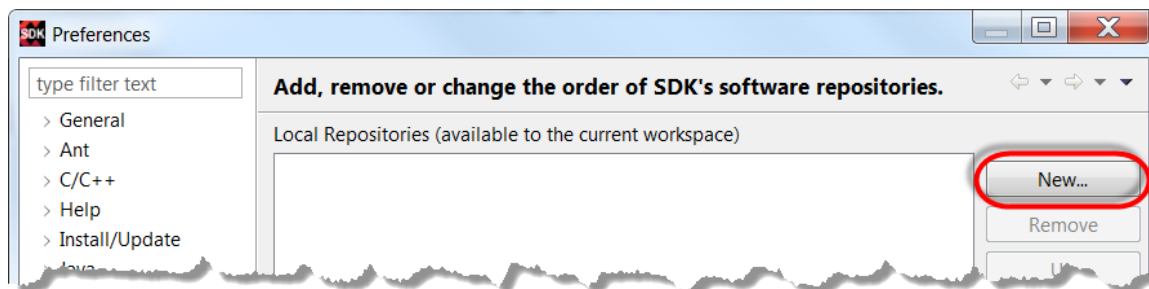 SDK Preferences
type filter text
Add, remove or change the order of SDK's software repositories.
General
Local Repositories (available to the current workspace)
Ant
C/C++
New...
Help
Remove
Install/Update